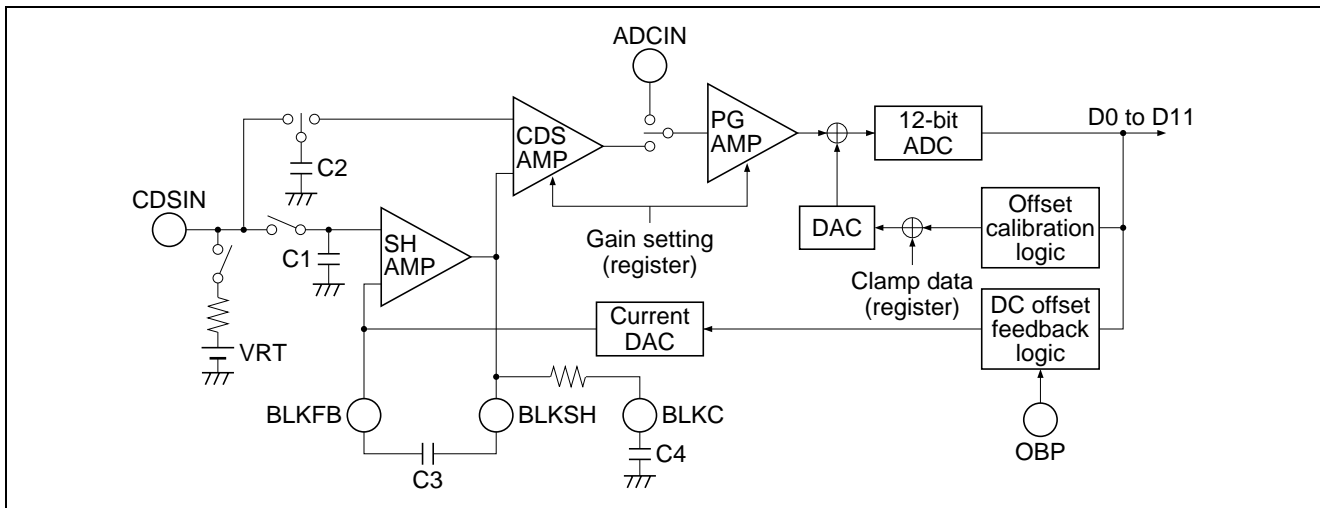 ADCIN
CDS
AMP
PG
AMP
12-bit
ADC
D0 to D11
C2
CDSIN
C1
SH
AMP
Gain setting
(register)
DAC
Offset
calibration
logic
Clamp data
(register)
VRT
Current
DAC
DC offset
feedback
logic
BLKFB
BLKSH
BLKC
C3
C4
OBP